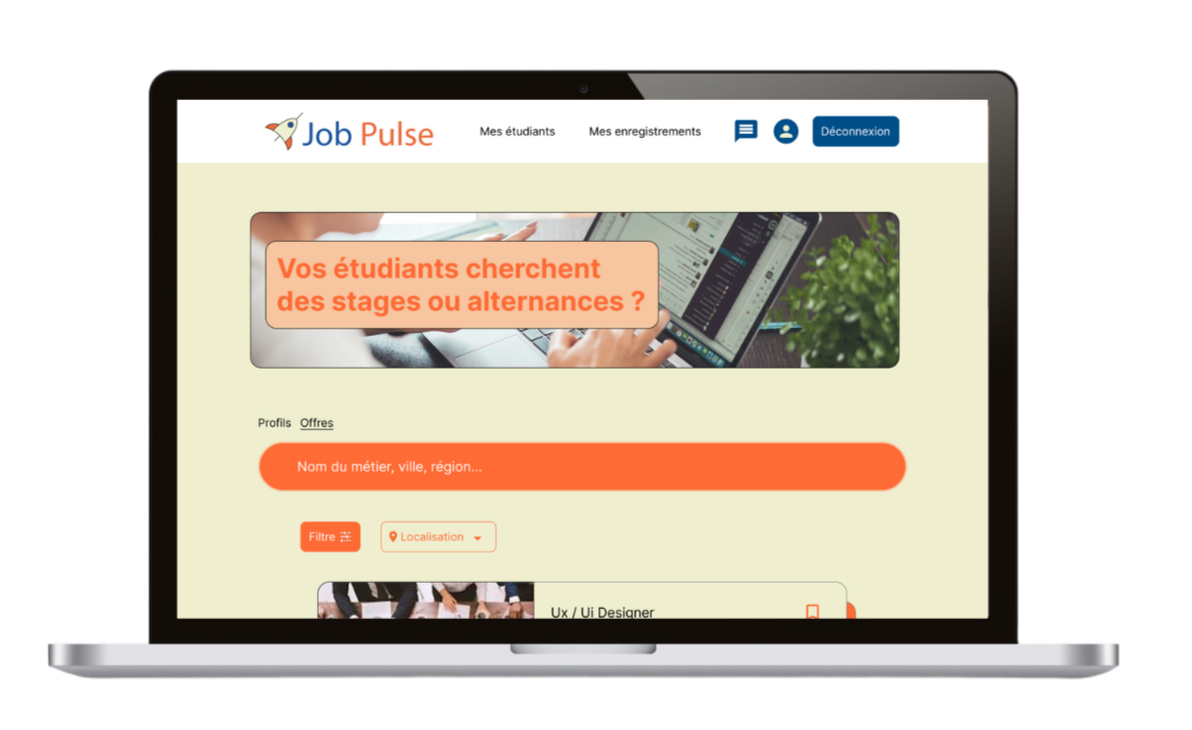 Job Pulse
Mes étudiants
Mes enregistrements
Déconnexion
Vos étudiants cherchent
des stages ou alternances ?
Profils Offres
Nom du métier, ville, région...
Filtre
Localisation
Ux / Ui Designer